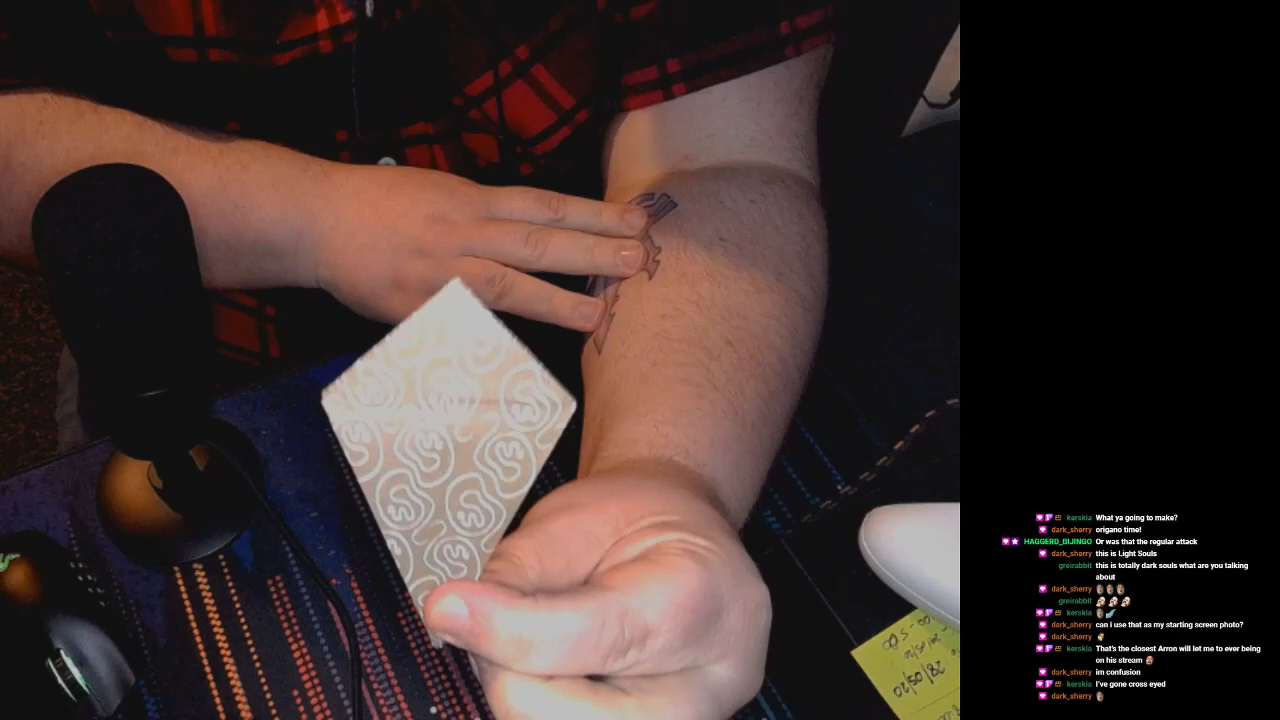 kerskia What ya going to make?
dark_sherry origano time!
HAGGERD_BIJINGO Or was that the regular attack
dark_sherry this is Light Souls
greirabbit this is totally dark souls what are you talking
about
dark_sherry
greirabbit
kerskia
dark_sherry can i use that as my starting screen photo?
dark_sherry
kerskia That's the closest Arron will let me to ever being
on his stream
dark_sherry im confusion
kerskia I've gone cross eyed
dark_sherry